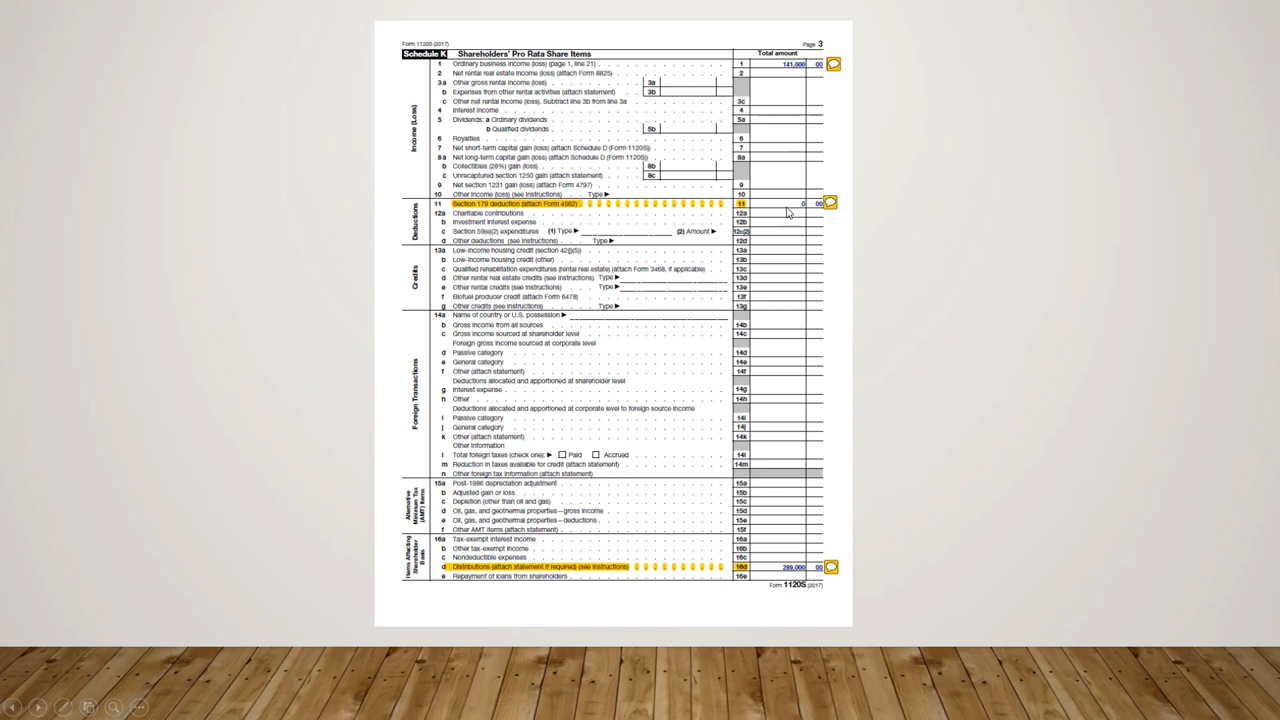 Form 1120S (2017) Page 3
Schedule K Shareholders' Pro Rata Share Items Total amount
Income (Loss)
1 Ordinary business income (loss) (page 1, line 21) 1 141,000 00
2 Net rental real estate income (loss) (attach Form 8825) 2
3a Other gross rental income (loss) 3a
b Expenses from other rental activities (attach statement) 3b
c Other net rental income (loss). Subtract line 3b from line 3a 3c
4 Interest income 4
5 Dividends: a Ordinary dividends 5a
b Qualified dividends 5b
6 Royalties 6
7 Net short-term capital gain (loss) (attach Schedule D (Form 1120S)) 7
8a Net long-term capital gain (loss) (attach Schedule D (Form 1120S)) 8a
b Collectibles (28%) gain (loss) 8b
c Unrecaptured section 1250 gain (attach statement) 8c
9 Net section 1231 gain (loss) (attach Form 4797) 9
10 Other income (loss) (see instructions) Type ▶ 10
Deductions
11 Section 179 deduction (attach Form 4562) 11 0 00
12a Charitable contributions 12a
b Investment interest expense 12b
c Section 59(e)(2) expenditures (1) Type ▶ (2) Amount ▶ 12c(2)
d Other deductions (see instructions) Type ▶ 12d
Credits
13a Low-income housing credit (section 42(j)(5)) 13a
b Low-income housing credit (other) 13b
c Qualified rehabilitation expenditures (rental real estate) (attach Form 3468, if applicable) 13c
d Other rental real estate credits (see instructions) Type ▶ 13d
e Other rental credits (see instructions) Type ▶ 13e
f Biofuel producer credit (attach Form 6478) 13f
g Other credits (see instructions) Type ▶ 13g
Foreign Transactions
14a Name of country or U.S. possession ▶
b Gross income from all sources 14b
c Gross income sourced at shareholder level 14c
Foreign gross income sourced at corporate level
d Passive category 14d
e General category 14e
f Other (attach statement) 14f
Deductions allocated and apportioned at shareholder level
g Interest expense 14g
h Other 14h
Deductions allocated and apportioned at corporate level to foreign source income
i Passive category 14i
j General category 14j
k Other (attach statement) 14k
Other information
l Total foreign taxes (check one): ▶ Paid Accrued 14l
m Reduction in taxes available for credit (attach statement) 14m
n Other foreign tax information (attach statement)
Alternative Minimum Tax (AMT) Items
15a Post-1986 depreciation adjustment 15a
b Adjusted gain or loss 15b
c Depletion (other than oil and gas) 15c
d Oil, gas, and geothermal properties—gross income 15d
e Oil, gas, and geothermal properties—deductions 15e
f Other AMT items (attach statement) 15f
Items Affecting Shareholder Basis
16a Tax-exempt interest income 16a
b Other tax-exempt income 16b
c Nondeductible expenses 16c
d Distributions (attach statement if required) (see instructions) 16d 289,000 00
e Repayment of loans from shareholders 16e
Form 1120S (2017)